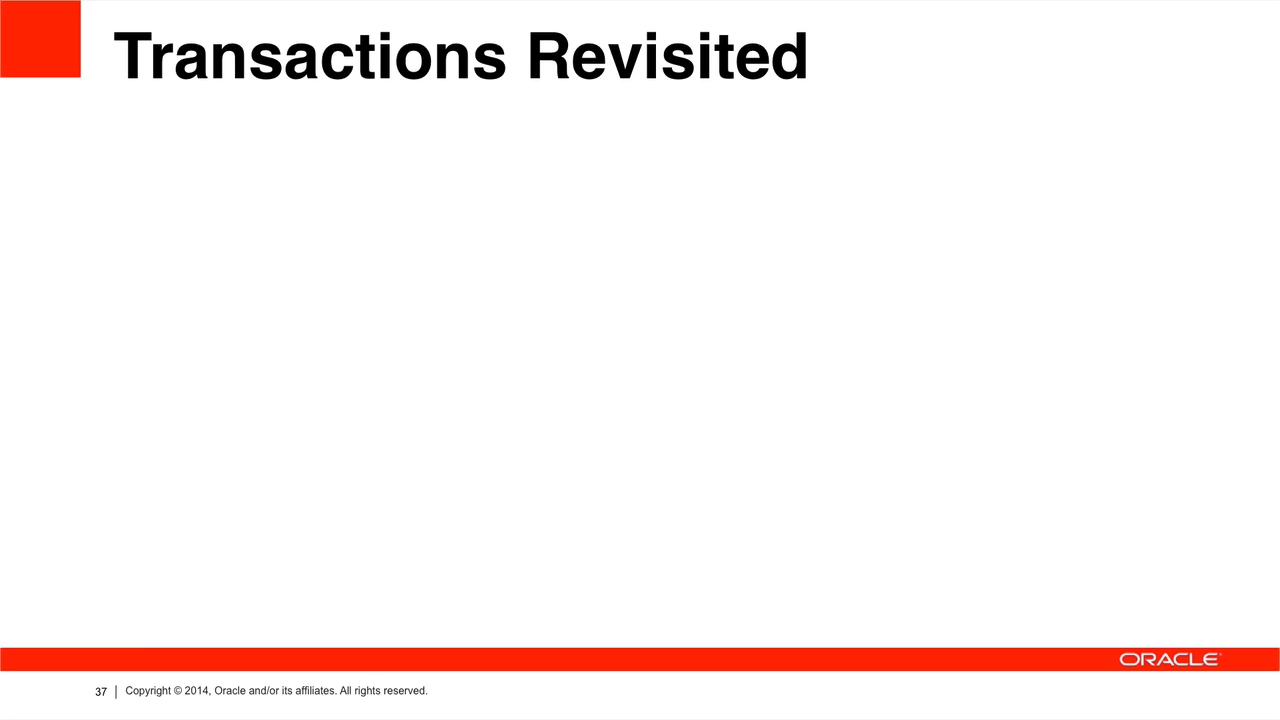 Transactions Revisited
ORACLE
37 | Copyright © 2014, Oracle and/or its affiliates. All rights reserved.